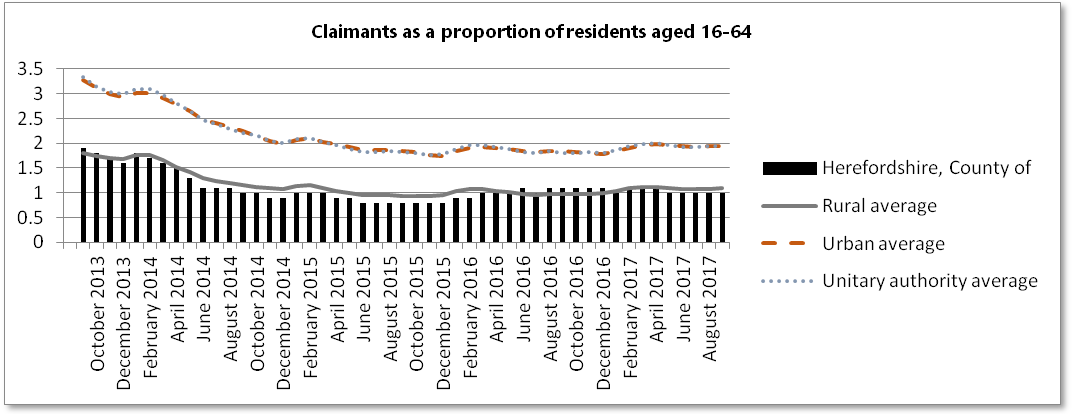 Claimants as a proportion of residents aged 16-64
3.5
3
2.5
2
1.5
1
0.5
0
October 2013
December 2013
February 2014
April 2014
June 2014
August 2014
October 2014
December 2014
February 2015
April 2015
June 2015
August 2015
October 2015
December 2015
February 2016
April 2016
June 2016
August 2016
October 2016
December 2016
February 2017
April 2017
June 2017
August 2017
Herefordshire, County of
Rural average
Urban average
Unitary authority average